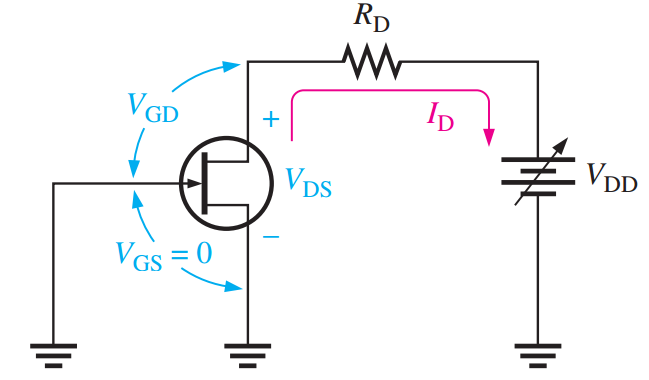 R_D
V_GD
+
I_D
V_DS
V_DD
–
V_GS = 0